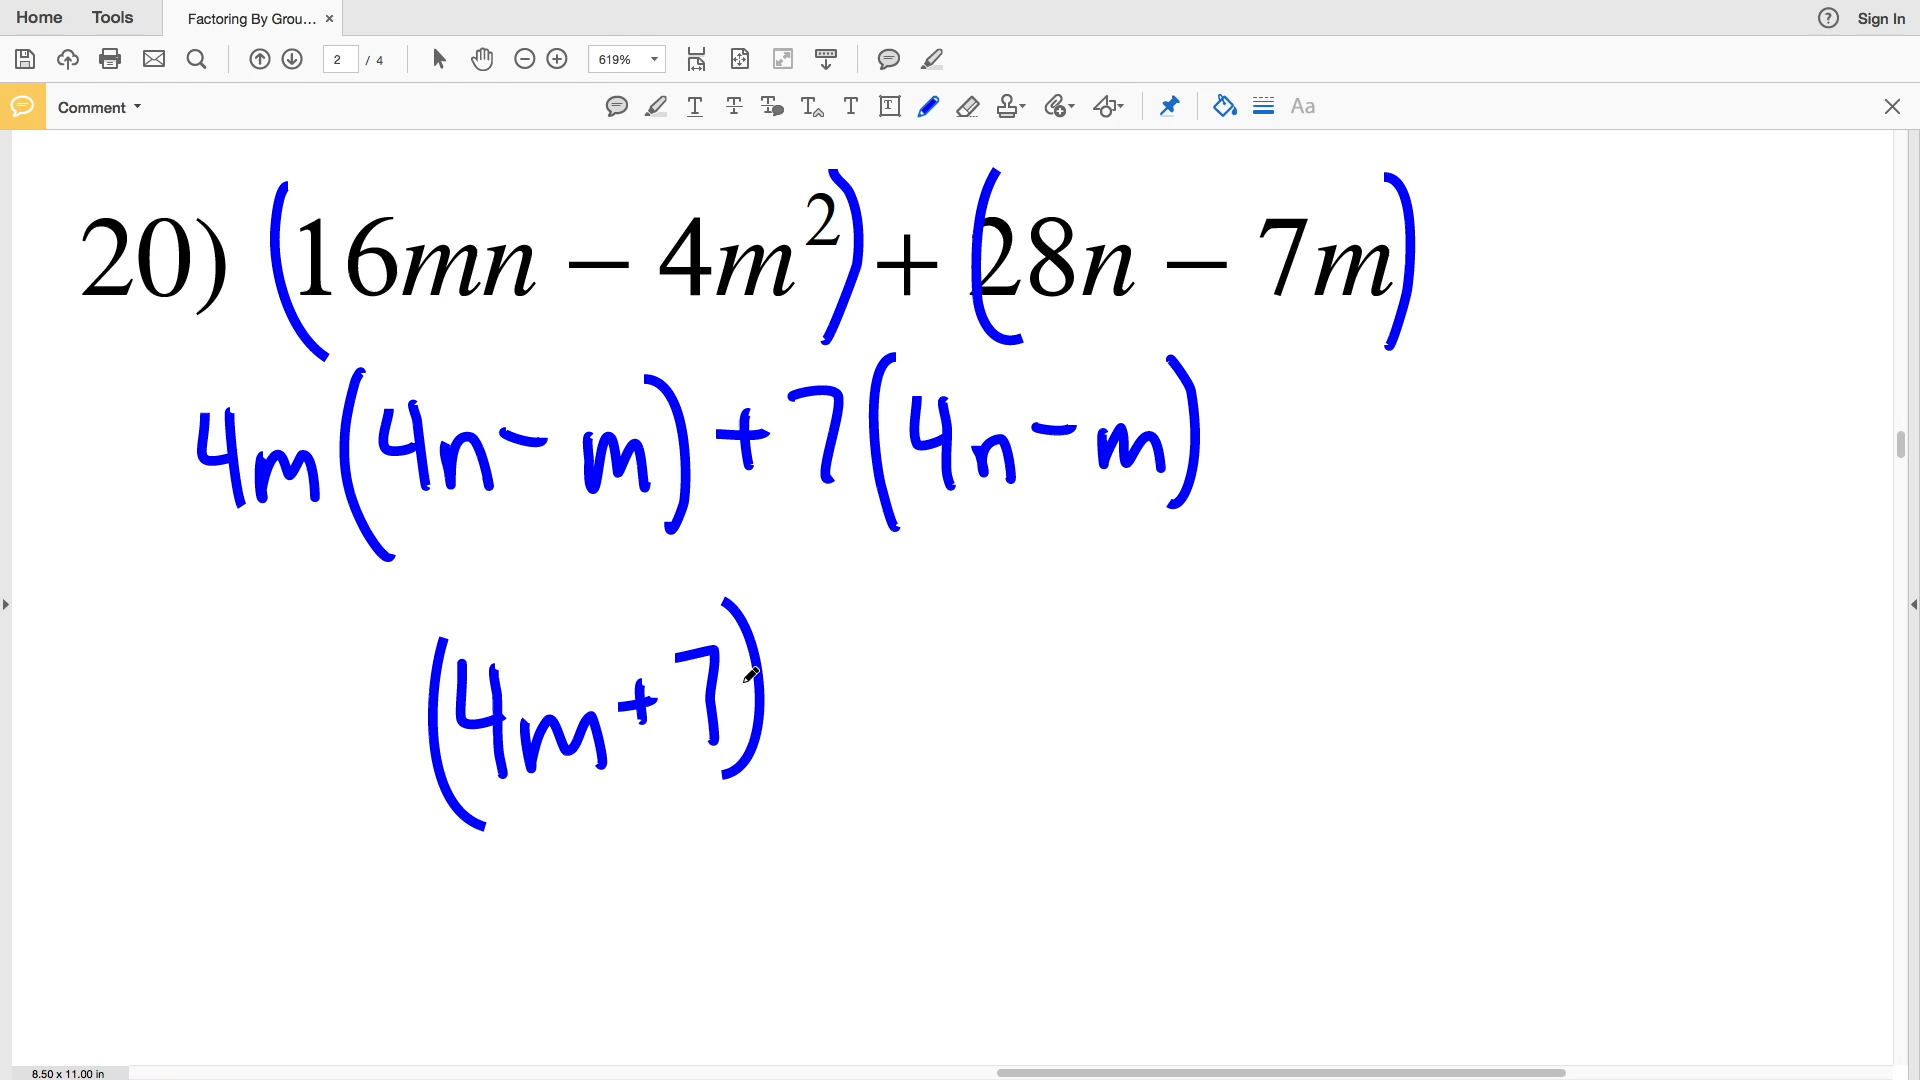 Home Tools Factoring By Grou... × ? Sign In
2 / 4 619%
Comment T T T T T T Aa
20) (16mn − 4m²) + (28n − 7m)
4m(4n − m) + 7(4n − m)
(4m + 7)
8.50 x 11.00 in